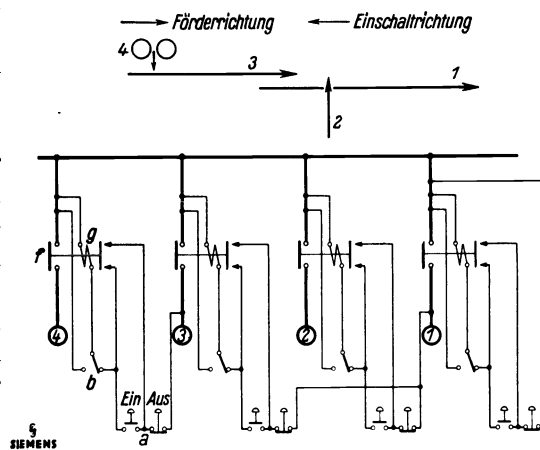 Förderrichtung Einschaltrichtung
4
3
1
2
g
f
4 3 2 1
b
Ein Aus
a
SIEMENS